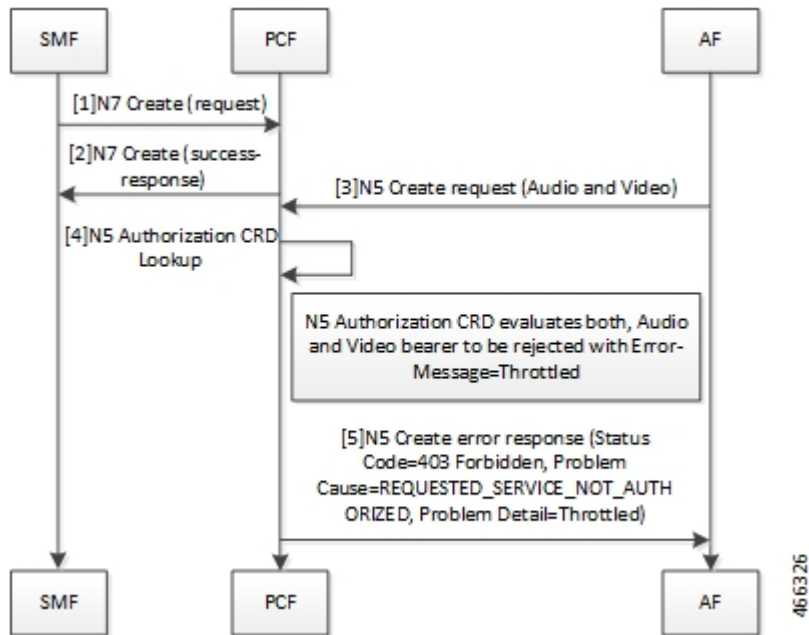 SMF
PCF
AF
[1]N7 Create (request)
[2]N7 Create (success-
response)
[3]N5 Create request (Audio and Video)
[4]N5 Authorization CRD
Lookup
N5 Authorization CRD evaluates both, Audio
and Video bearer to be rejected with Error-
Message=Throttled
[5]N5 Create error response (Status
Code=403 Forbidden, Problem
Cause=REQUESTED_SERVICE_NOT_AUTH
ORIZED, Problem Detail=Throttled)
SMF
PCF
AF
466326